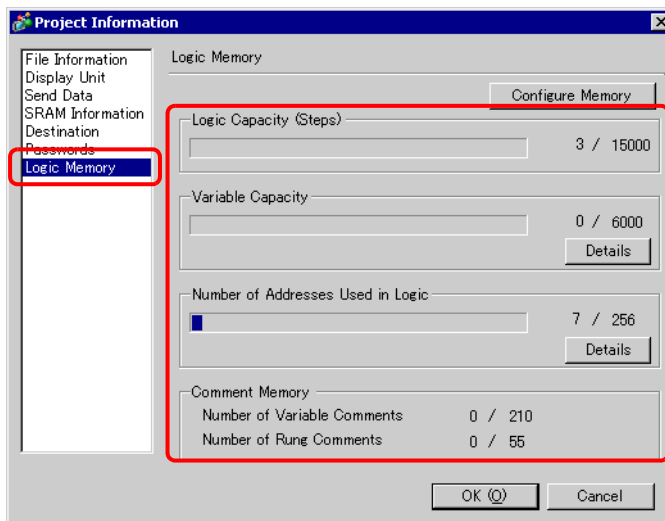 Project Information
File Information
Display Unit
Send Data
SRAM Information
Destination
Passwords
Logic Memory
Logic Memory
Configure Memory
Logic Capacity (Steps)
3 / 15000
Variable Capacity
0 / 6000
Details
Number of Addresses Used in Logic
7 / 256
Details
Comment Memory
Number of Variable Comments 0 / 210
Number of Rung Comments 0 / 55
OK (O) Cancel